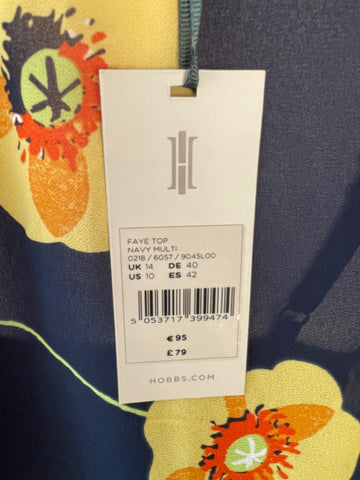 FAYE TOP
NAVY MULTI
0218 / 6057 / 9045L00
UK 14 DE 40
US 10 ES 42
5 053717 399474
€95
£79
HOBBS.COM